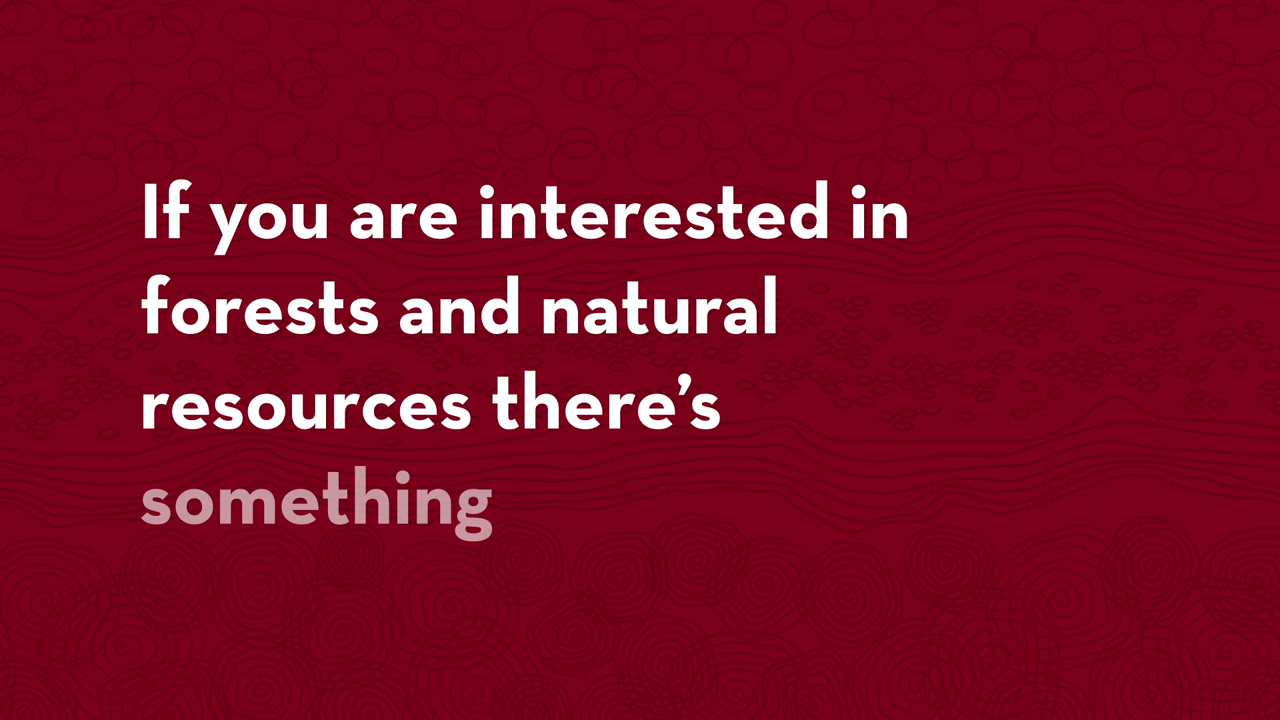 If you are interested in
forests and natural
resources there’s
something